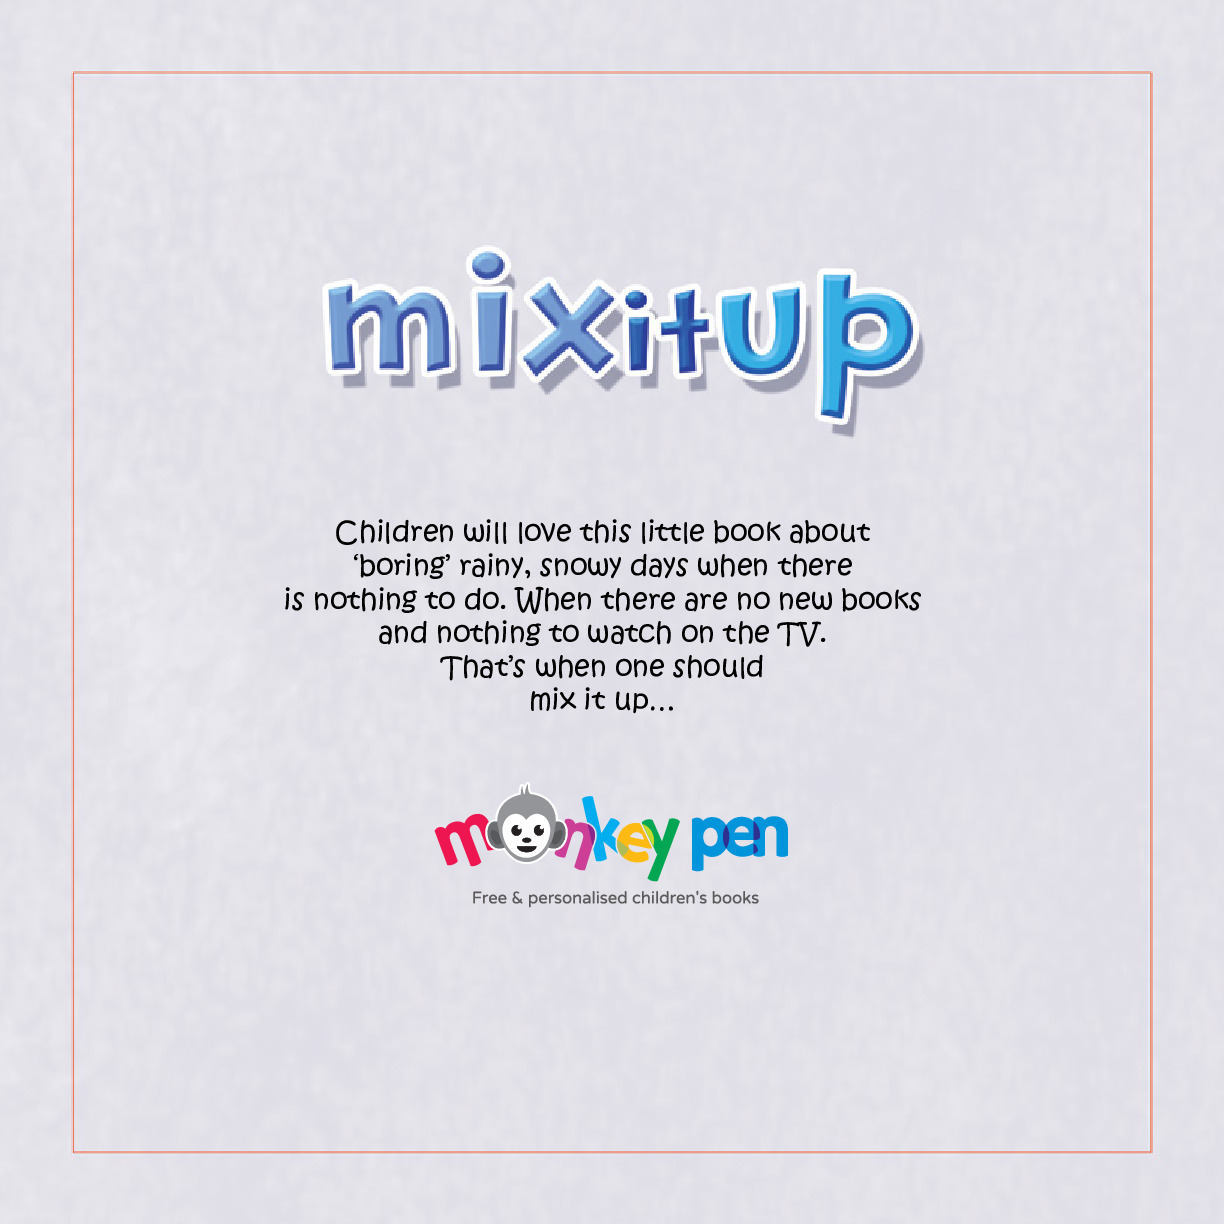 mixitup
Children will love this little book about
‘boring’ rainy, snowy days when there
is nothing to do. When there are no new books
and nothing to watch on the TV.
That’s when one should
mix it up...
monkey pen
Free & personalised children's books